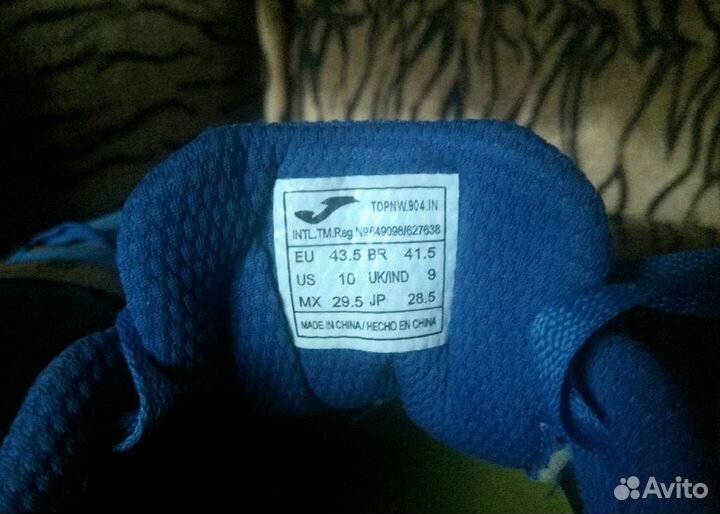 TOPNW.904.IN
INTL.TM.Reg №649098/627638
EU 43.5 BR 41.5
US 10 UK/IND 9
MX 29.5 JP 28.5
MADE IN CHINA / HECHO EN CHINA
Avito